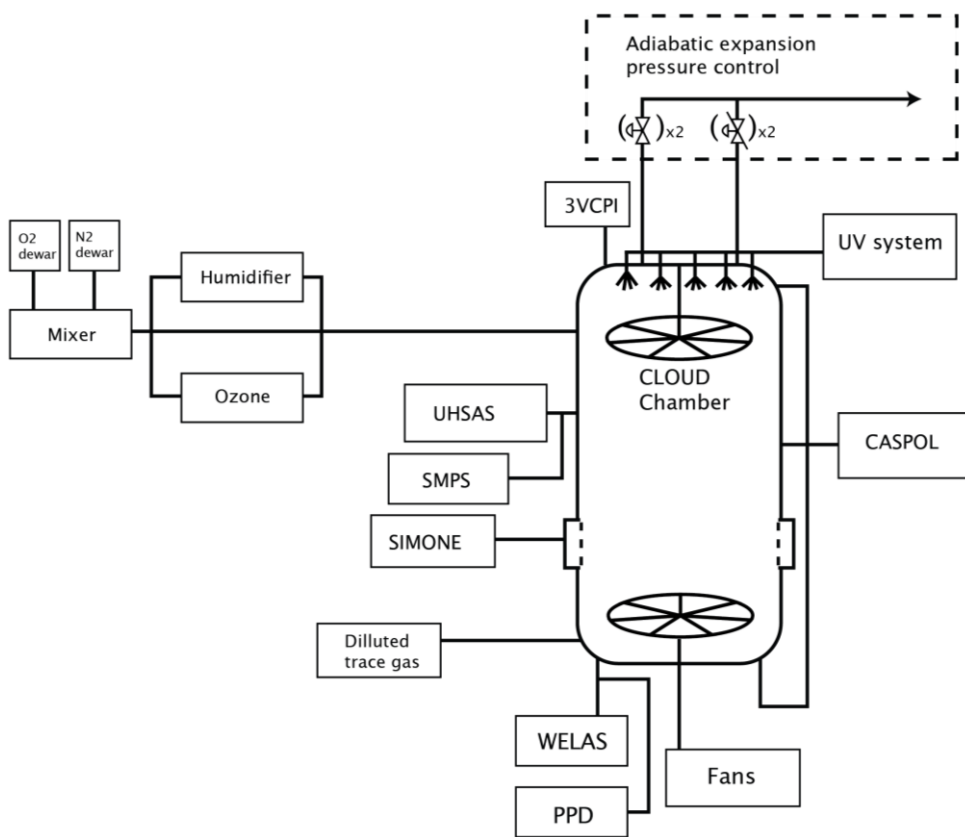 Adiabatic expansion
pressure control
( )x2
( )x2
3VCPI
O2
dewar
N2
dewar
UV system
Humidifier
Mixer
CLOUD
Chamber
Ozone
UHSAS
CASPOL
SMPS
SIMONE
Dilluted
trace gas
WELAS
Fans
PPD